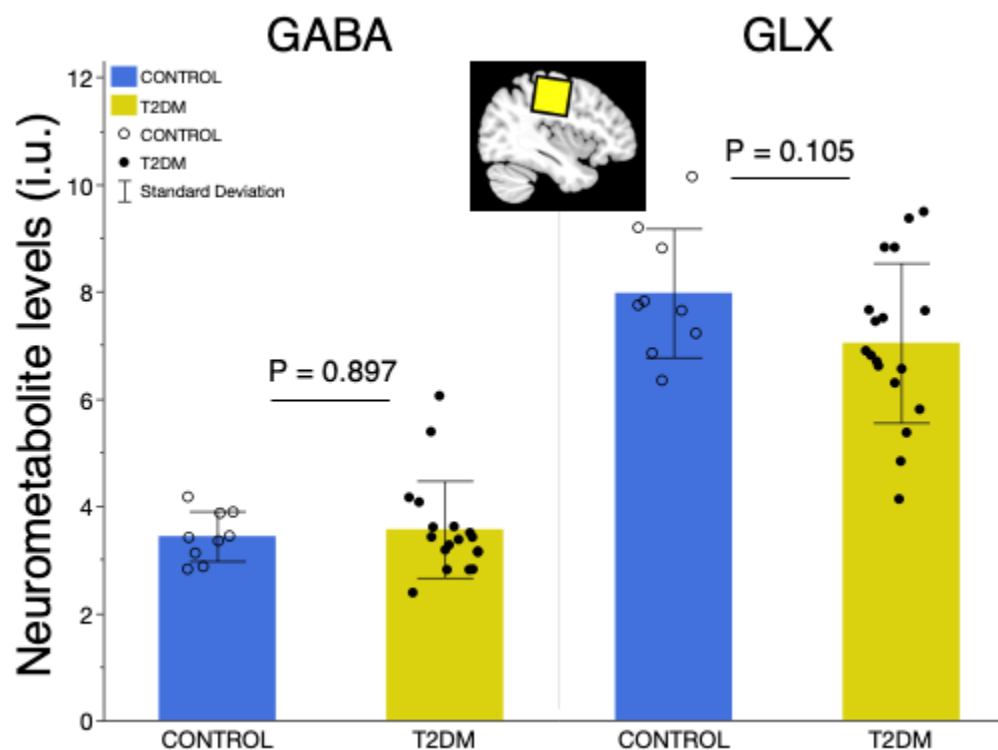 GABA
GLX
Neurometabolite levels (i.u.)
12
10
8
6
4
2
0
CONTROL
T2DM
CONTROL
T2DM
Standard Deviation
P = 0.897
P = 0.105
CONTROL
T2DM
CONTROL
T2DM